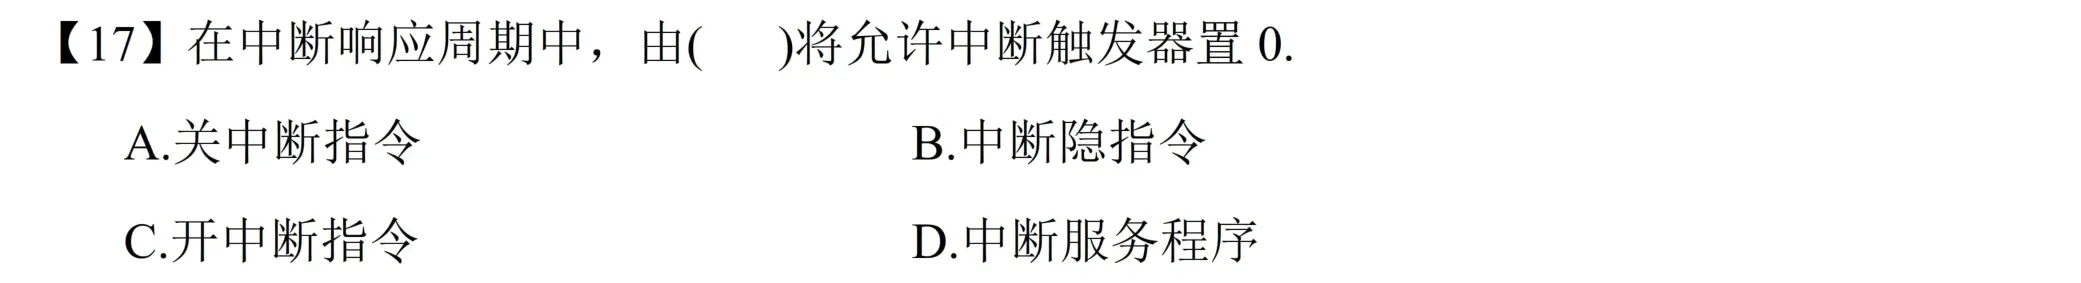 【17】在中断响应周期中，由(      )将允许中断触发器置 0.
A.关中断指令                    B.中断隐指令
C.开中断指令                    D.中断服务程序